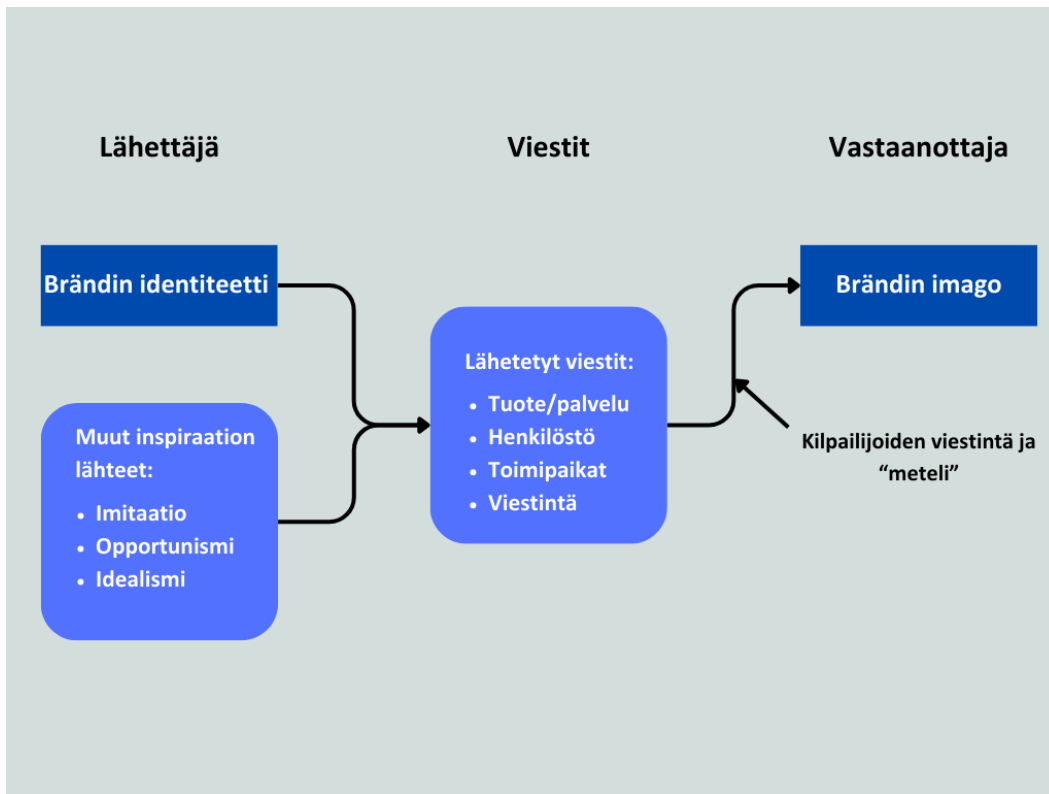 Lähettäjä
Viestit
Vastaanottaja
Brändin identiteetti
Brändin imago
Muut inspiraation
lähteet:
• Imitaatio
• Opportunismi
• Idealismi
Lähetetyt viestit:
• Tuote/palvelu
• Henkilöstö
• Toimipaikat
• Viestintä
Kilpailijoiden viestintä ja
“meteli”